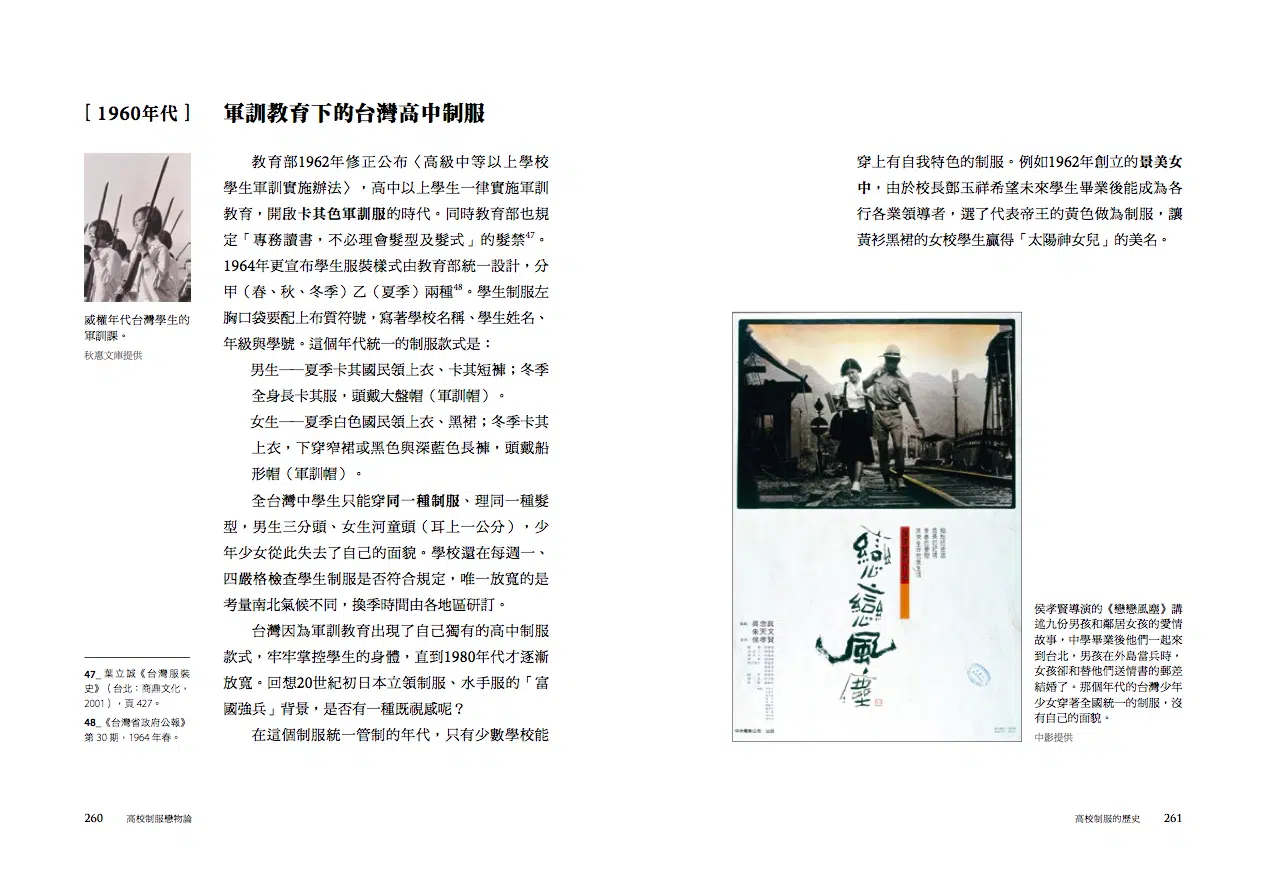 [ 1960年代 ]
軍訓教育下的台灣高中制服
教育部1962年修正公布〈高級中等以上學校
學生軍訓實施辦法〉，高中以上學生一律實施軍訓
教育，開啟卡其色軍訓服的時代。同時教育部也規
定「專務讀書，不必理會髮型及髮式」的髮禁47。
1964年更宣布學生服裝樣式由教育部統一設計，分
甲（春、秋、冬季）乙（夏季）兩種48。學生制服左
胸口袋要配上布質符號，寫著學校名稱、學生姓名、
年級與學號。這個年代統一的制服款式是：
男生——夏季卡其國民領上衣、卡其短褲；冬季
全身長卡其服，頭戴大盤帽（軍訓帽）。
女生——夏季白色國民領上衣、黑裙；冬季卡其
上衣，下穿窄裙或黑色與深藍色長褲，頭戴船
形帽（軍訓帽）。
全台灣中學生只能穿同一種制服、理同一種髮
型，男生三分頭、女生河童頭（耳上一公分），少
年少女從此失去了自己的面貌。學校還在每週一、
四嚴格檢查學生制服是否符合規定，唯一放寬的是
考量南北氣候不同，換季時間由各地區研訂。
台灣因為軍訓教育出現了自己獨有的高中制服
款式，牢牢掌控學生的身體，直到1980年代才逐漸
放寬。回想20世紀初日本立領制服、水手服的「富
國強兵」背景，是否有一種既視感呢？
在這個制服統一管制的年代，只有少數學校能
威權年代台灣學生的
軍訓課。
秋惠文庫提供
47_ 葉立誠《台灣服裝
史》（台北：商鼎文化，
2001），頁 427。
48_《台灣省政府公報》
第 30 期，1964 年春。
260 高校制服戀物論
穿上有自我特色的制服。例如1962年創立的景美女
中，由於校長鄧玉祥希望未來學生畢業後能成為各
行各業領導者，選了代表帝王的黃色做為制服，讓
黃衫黑裙的女校學生贏得「太陽神女兒」的美名。
戀戀風塵
中央電影公司 出品
侯孝賢導演的《戀戀風塵》講
述九份男孩和鄰居女孩的愛情
故事，中學畢業後他們一起來
到台北，男孩在外島當兵時，
女孩卻和替他們送情書的郵差
結婚了。那個年代的台灣少年
少女穿著全國統一的制服，沒
有自己的面貌。
中影提供
高校制服的歷史 261